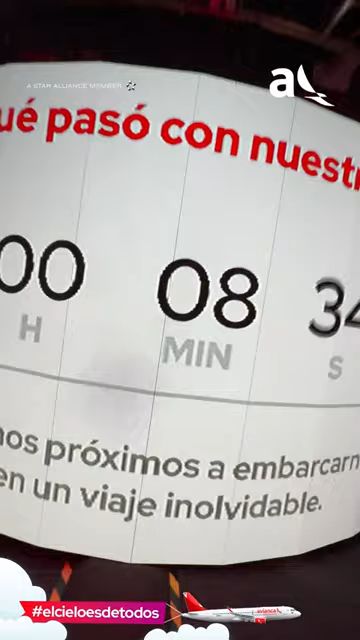 A STAR ALLIANCE MEMBER
ué pasó con nuestr
00 08 34
H MIN S
nos próximos a embarcarn
en un viaje inolvidable.
#elcieloesdetodos
avianca